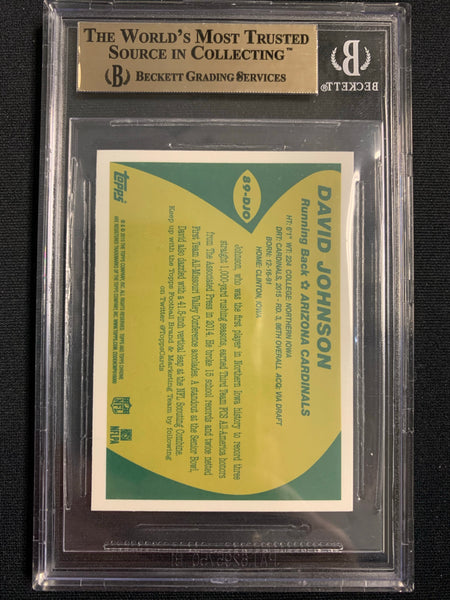 THE WORLD'S MOST TRUSTED
SOURCE IN COLLECTING™
B BECKETT GRADING SERVICES
B
BECKETT
89-DJO
DAVID JOHNSON
Running Back ✪ ARIZONA CARDINALS
HT: 6'1" WT: 224 COLLEGE: NORTHERN IOWA
DRT: CARDINALS, 2015 - RD. 3, 86TH OVERALL ACQ: VIA DRAFT
BORN: 12-16-91
HOME: CLINTON, IOWA
Johnson, who was the first player in Northern Iowa history to record three
straight 1,000-yard rushing seasons, earned Third Team FCS All-America honors
from The Associated Press in 2014. He broke 15 school records and twice netted
First Team All-Missouri Valley Conference accolades. A standout at the Senior Bowl,
David also dazzled with a 41.5-inch vertical leap at the NFL Scouting Combine.
Keep up with the Topps Football Brand & Marketing Team by following
on Twitter @ToppsCards
topps
NFL
NFLPA